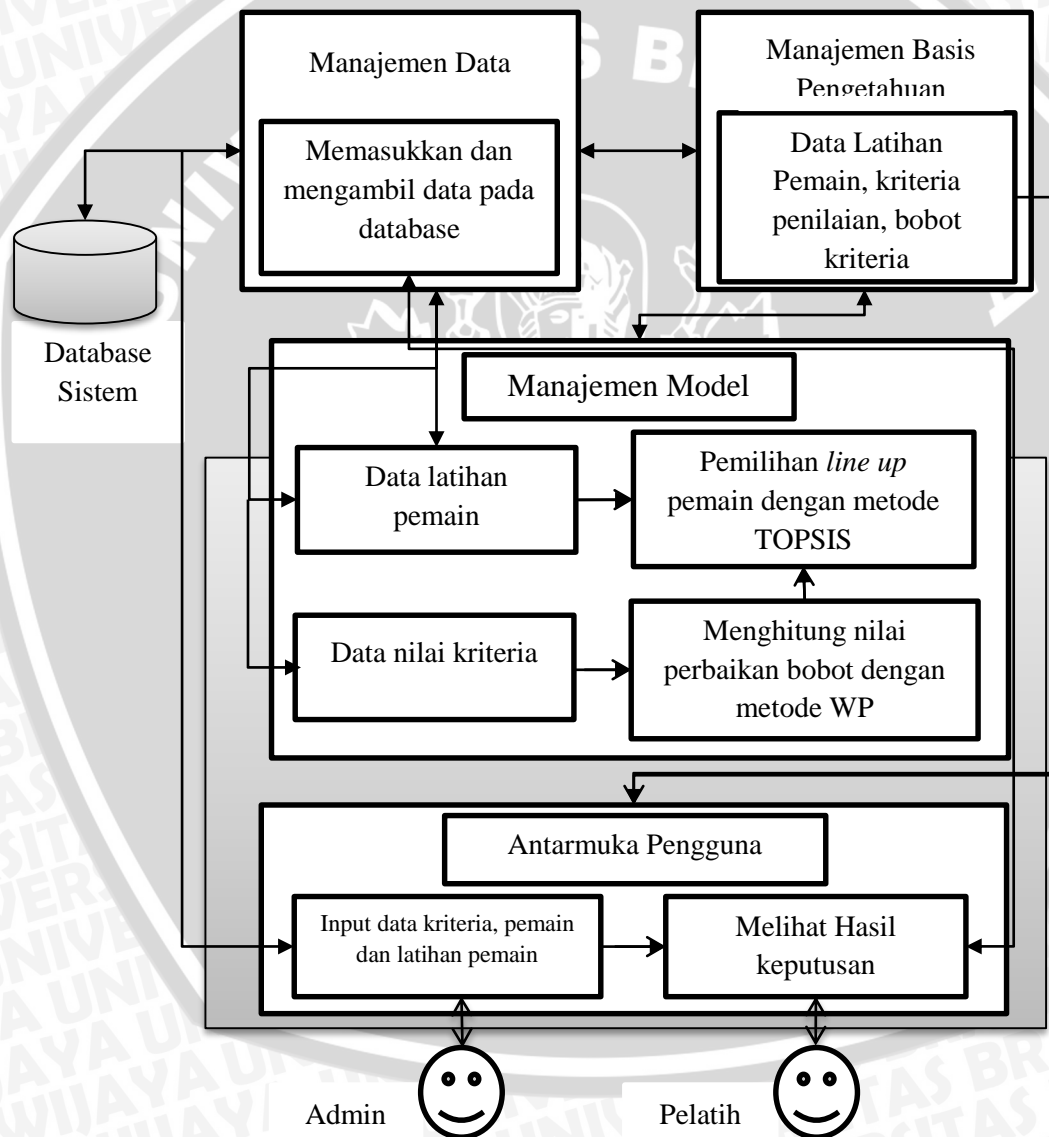 Manajemen Data
Memasukkan dan
mengambil data pada
database
Manajemen Basis
Pengetahuan
Data Latihan
Pemain, kriteria
penilaian, bobot
kriteria
Database
Sistem
Manajemen Model
Data latihan
pemain
Pemilihan line up
pemain dengan metode
TOPSIS
Data nilai kriteria
Menghitung nilai
perbaikan bobot dengan
metode WP
Antarmuka Pengguna
Input data kriteria, pemain
dan latihan pemain
Melihat Hasil
keputusan
Admin
Pelatih